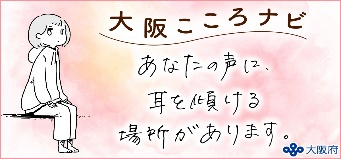 大阪こころナビ
あなたの声に、
耳を傾ける
場所があります。
大阪府